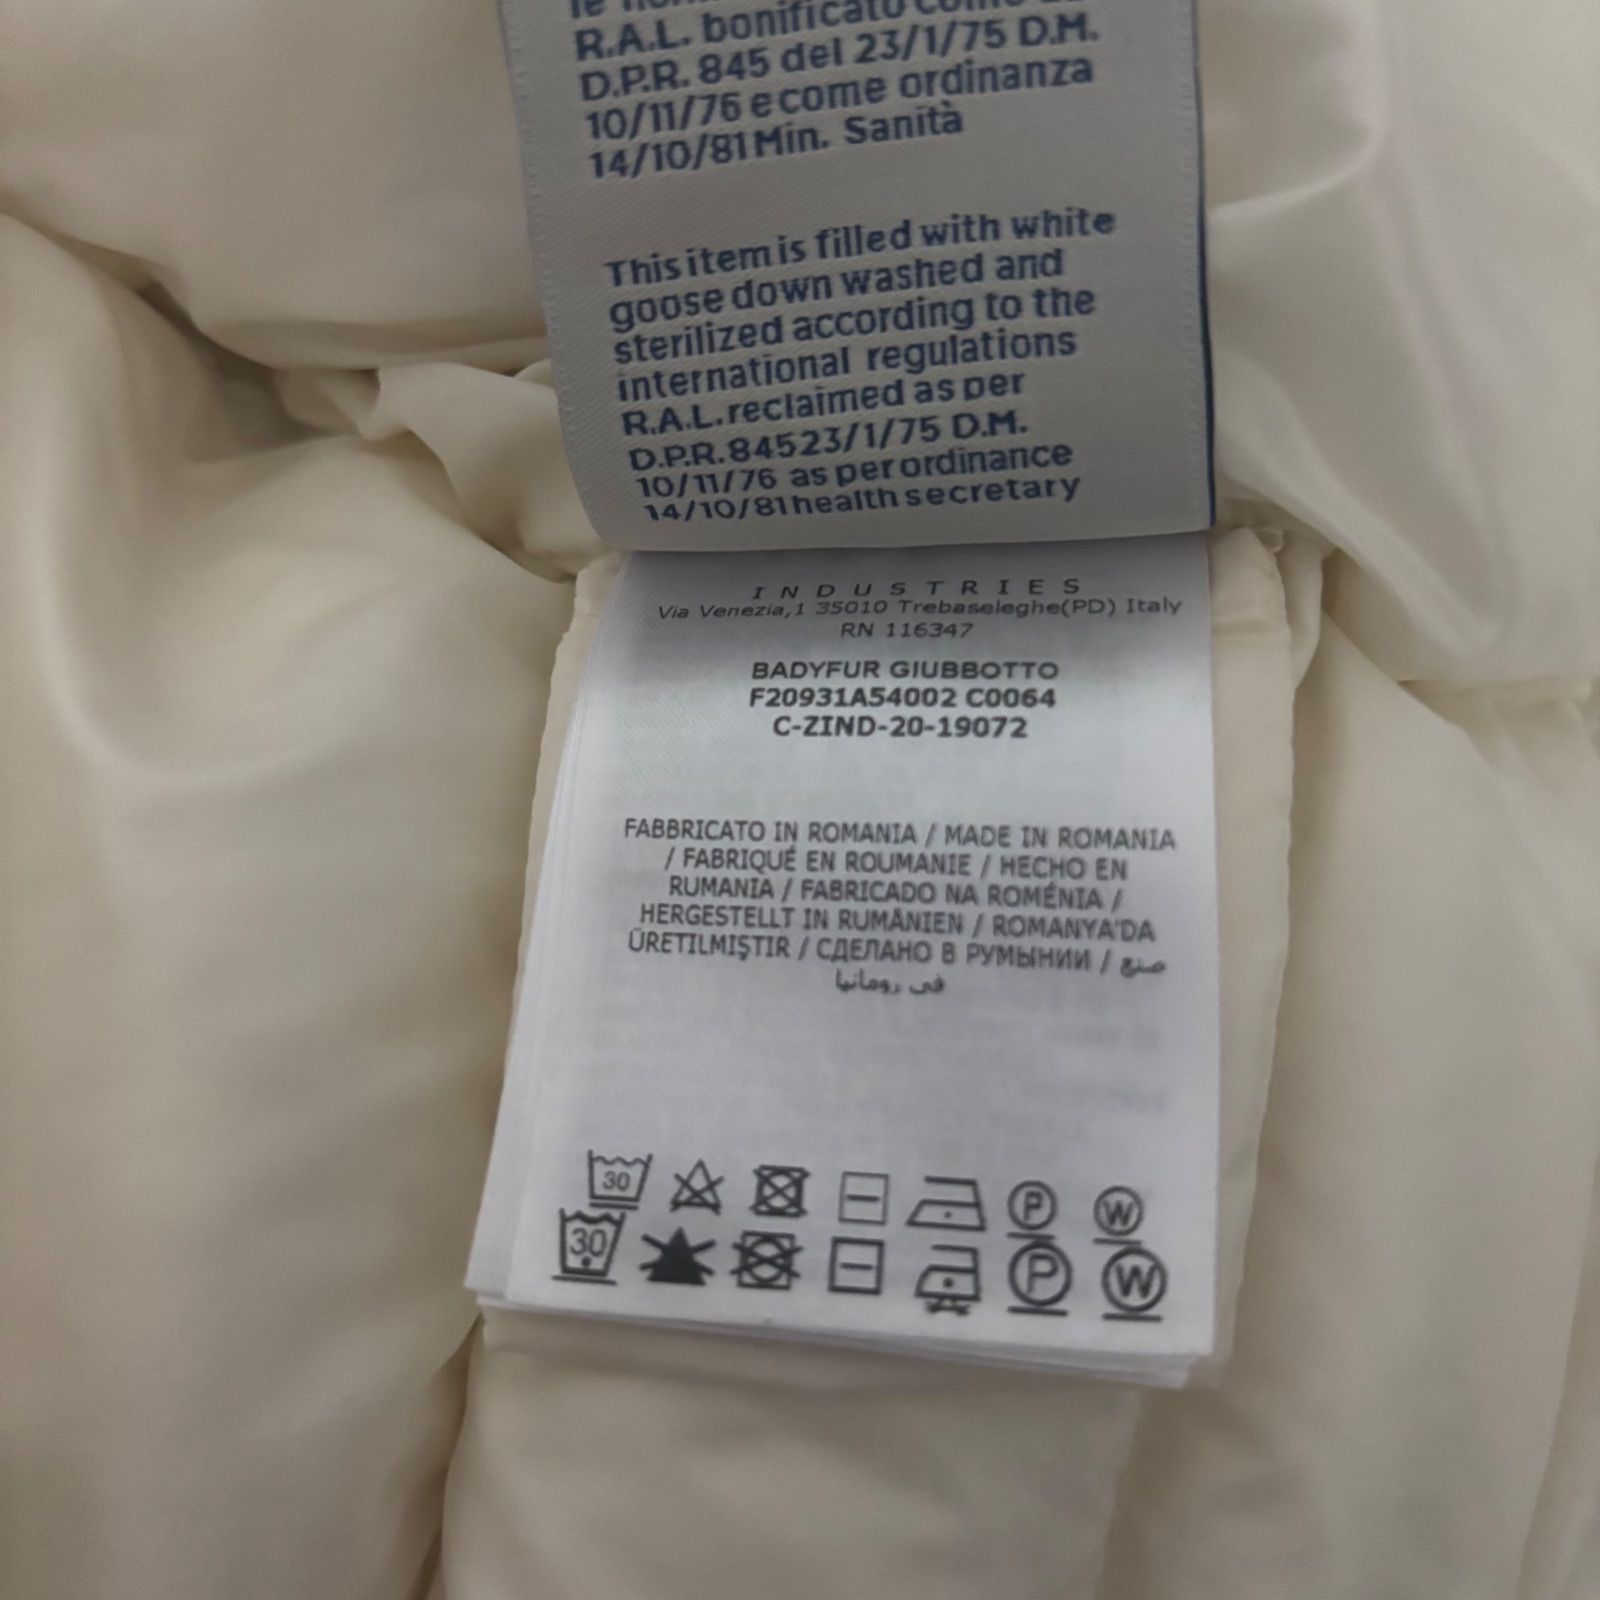 R.A.L. bonificato come
D.P.R. 845 del 23/1/75 D.M.
10/11/76 e come ordinanza
14/10/81 Min. Sanità
This item is filled with white
goose down washed and
sterilized according to the
international regulations
R.A.L. reclaimed as per
D.P.R. 845 23/1/75 D.M.
10/11/76 as per ordinance
14/10/81 health secretary
INDUSTRIES
Via Venezia,1 35010 Trebaseleghe(PD) Italy
RN 116347
BADYFUR GIUBBOTTO
F20931A54002 C0064
C-ZIND-20-19072
FABBRICATO IN ROMANIA / MADE IN ROMANIA
/ FABRIQUÉ EN ROUMANIE / HECHO EN
RUMANIA / FABRICADO NA ROMÉNIA /
HERGESTELLT IN RUMÄNIEN / ROMANYA'DA
ÜRETILMIŞTIR / СДЕЛАНО В РУМЫНИИ / صنع
في رومانيا
30 P W
30 P W